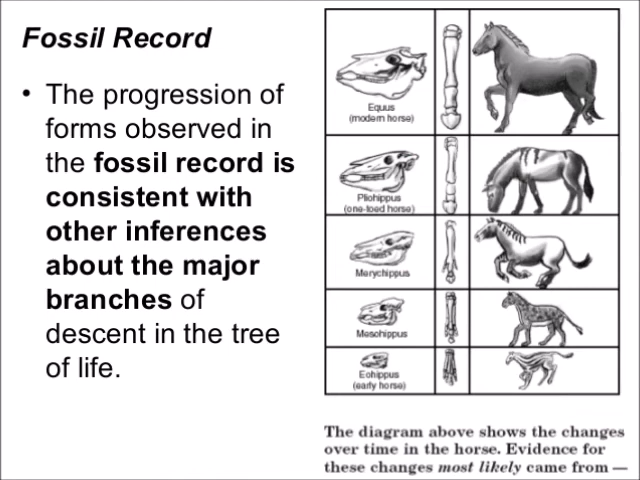 Fossil Record
• The progression of
forms observed in
the fossil record is
consistent with
other inferences
about the major
branches of
descent in the tree
of life.
Equus
(modern horse)
Pliohippus
(one-toed horse)
Merychippus
Mesohippus
Eohippus
(early horse)
The diagram above shows the changes
over time in the horse. Evidence for
these changes most likely came from —